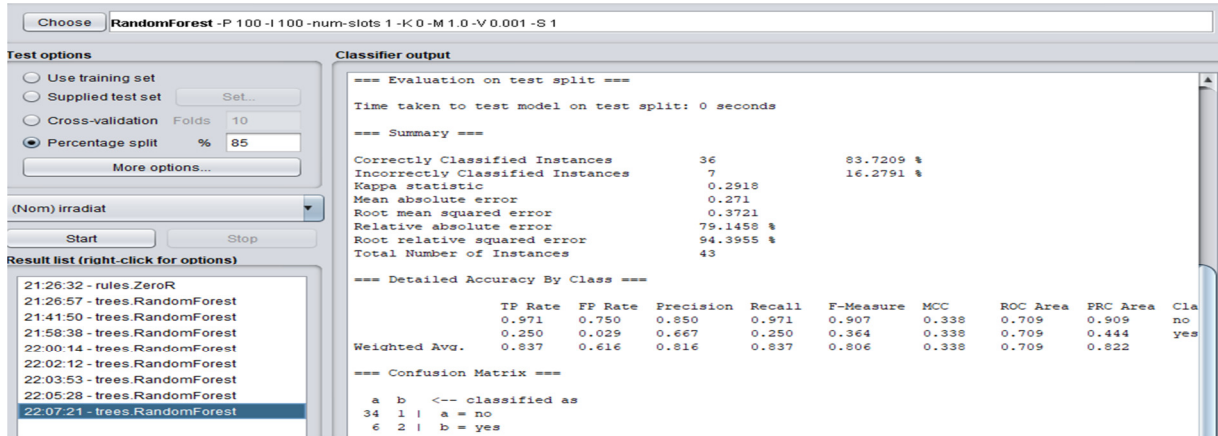 Choose RandomForest -P 100 -I 100 -num-slots 1 -K 0 -M 1.0 -V 0.001 -S 1
Test options
Use training set
Supplied test set Set...
Cross-validation Folds 10
Percentage split % 85
More options...
(Nom) irradiat
Start Stop
Result list (right-click for options)
21:26:32 - rules.ZeroR
21:26:57 - trees.RandomForest
21:41:50 - trees.RandomForest
21:58:38 - trees.RandomForest
22:00:14 - trees.RandomForest
22:02:12 - trees.RandomForest
22:03:53 - trees.RandomForest
22:05:28 - trees.RandomForest
22:07:21 - trees.RandomForest
Classifier output
=== Evaluation on test split ===
Time taken to test model on test split: 0 seconds
=== Summary ===
Correctly Classified Instances 36 83.7209 %
Incorrectly Classified Instances 7 16.2791 %
Kappa statistic 0.2918
Mean absolute error 0.271
Root mean squared error 0.3721
Relative absolute error 79.1458 %
Root relative squared error 94.3955 %
Total Number of Instances 43
=== Detailed Accuracy By Class ===
TP Rate FP Rate Precision Recall F-Measure MCC ROC Area PRC Area Cla
0.971 0.750 0.850 0.971 0.907 0.338 0.709 0.909 no
0.250 0.029 0.667 0.250 0.364 0.338 0.709 0.444 yes
Weighted Avg. 0.837 0.616 0.816 0.837 0.806 0.338 0.709 0.822
=== Confusion Matrix ===
a b <-- classified as
34 1 | a = no
6 2 | b = yes